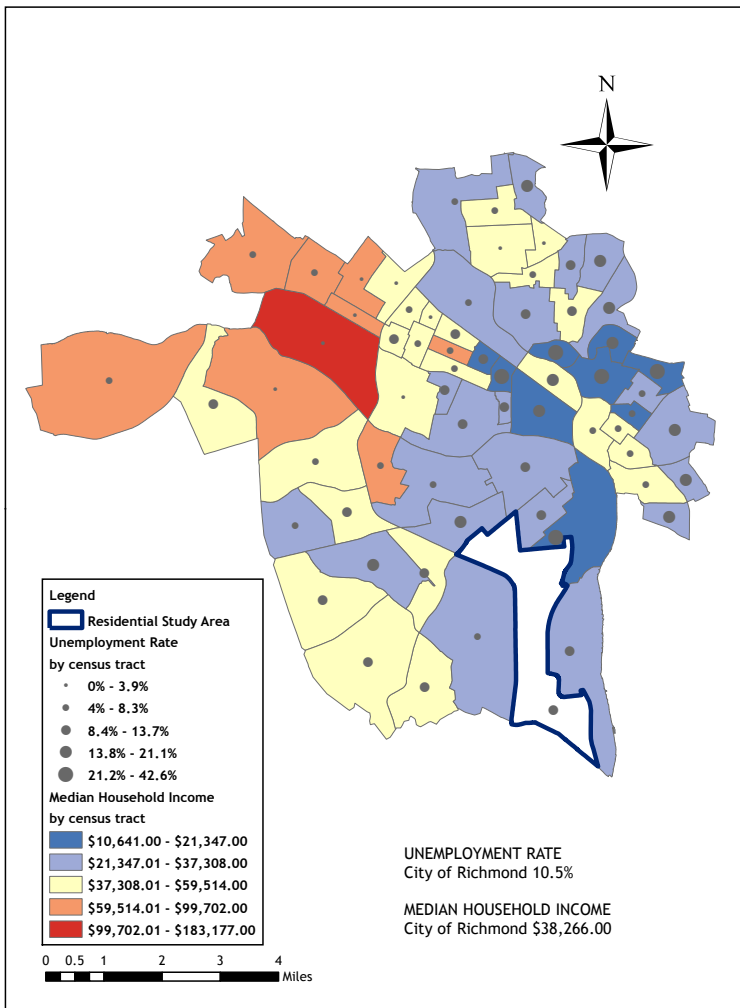 N
Legend
Residential Study Area
Unemployment Rate
by census tract
0% - 3.9%
4% - 8.3%
8.4% - 13.7%
13.8% - 21.1%
21.2% - 42.6%
Median Household Income
by census tract
$10,641.00 - $21,347.00
$21,347.01 - $37,308.00
$37,308.01 - $59,514.00
$59,514.01 - $99,702.00
$99,702.01 - $183,177.00
UNEMPLOYMENT RATE
City of Richmond 10.5%
MEDIAN HOUSEHOLD INCOME
City of Richmond $38,266.00
0 0.5 1 2 3 4
Miles